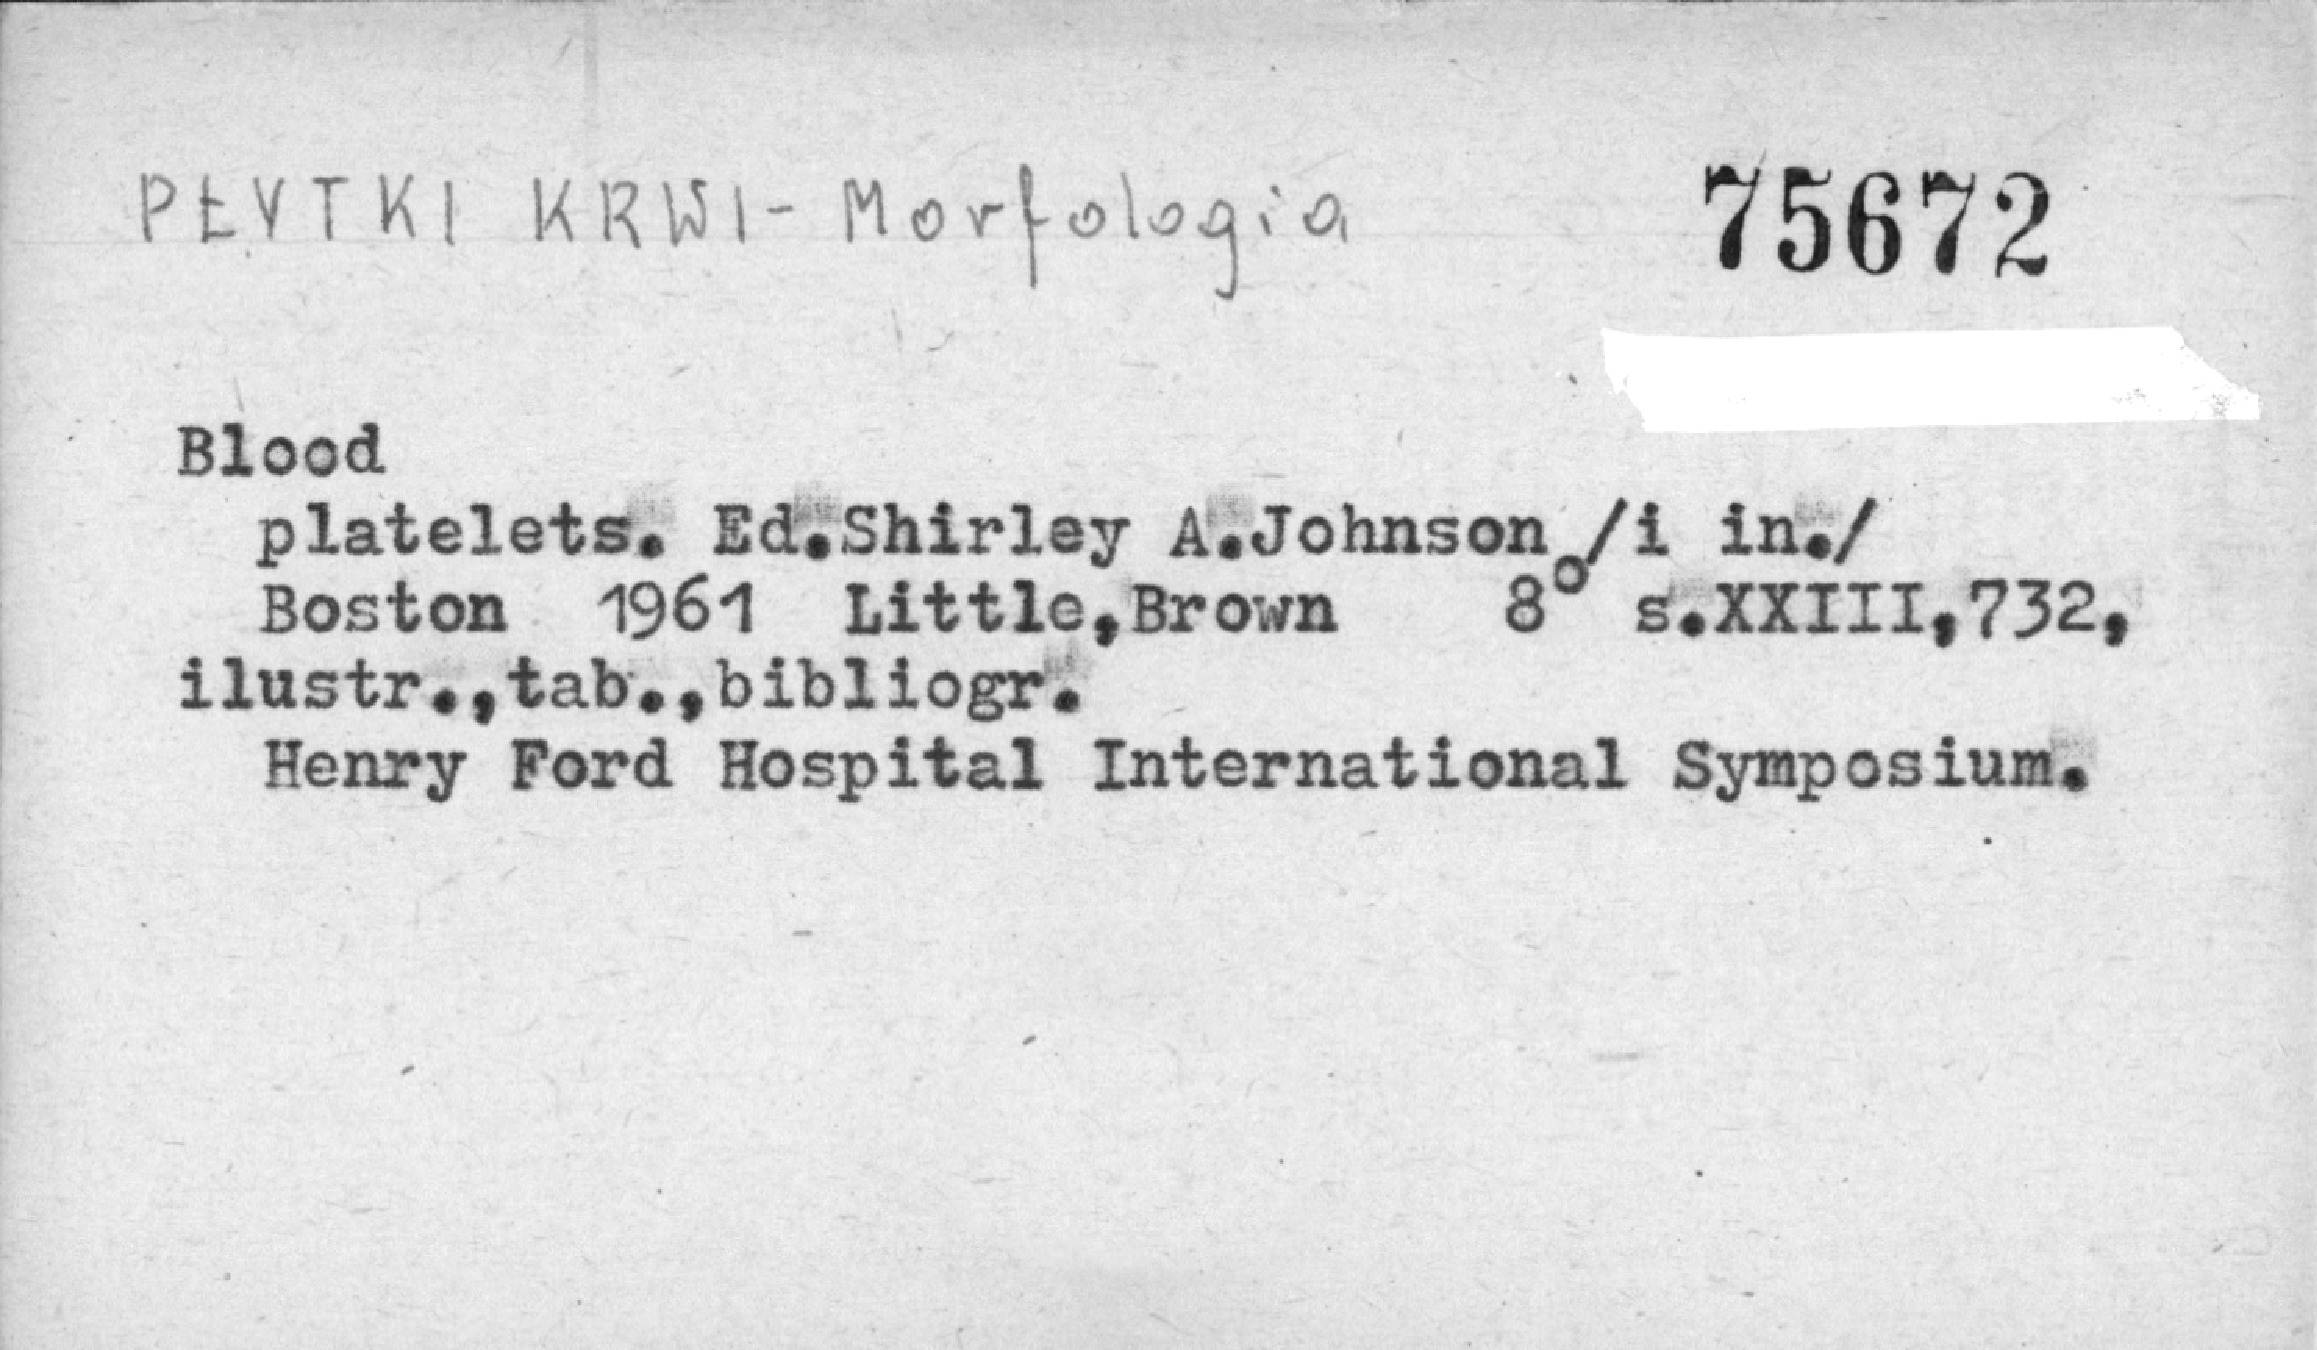 PŁYTKI KRWI - Morfologia 75672
Blood
platelets. Ed.Shirley A.Johnson /i in./
Boston 1961 Little,Brown 8° s.XXIII,732,
ilustr.,tab.,bibliogr.
Henry Ford Hospital International Symposium.